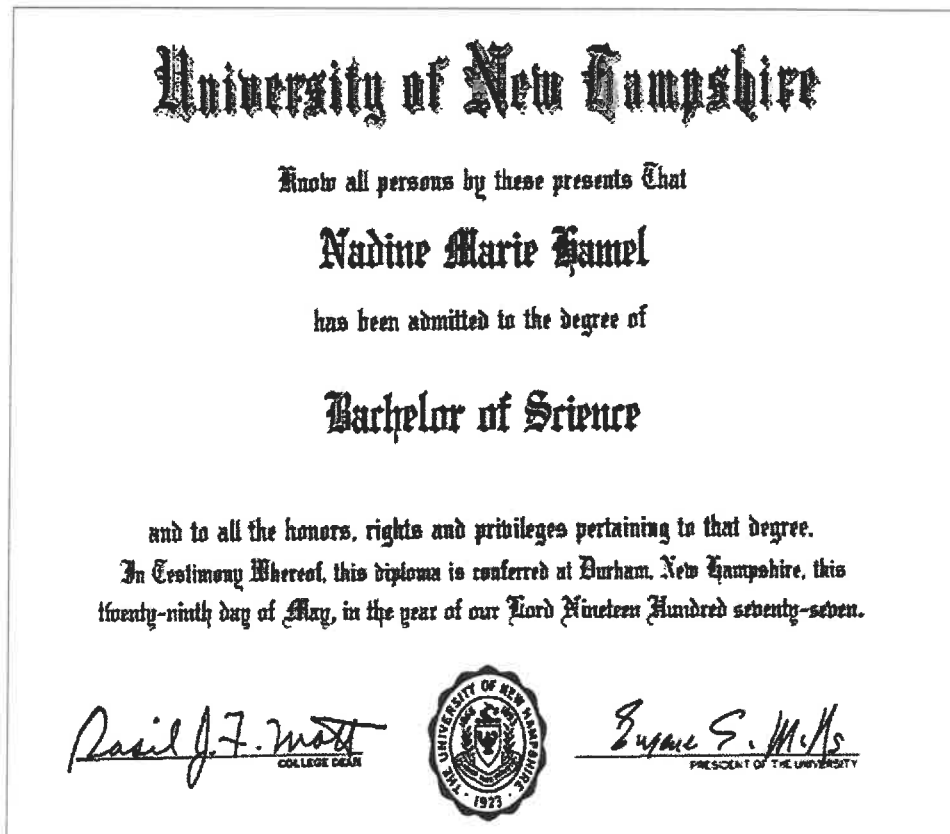 University of New Hampshire
Know all persons by these presents That
Nadine Marie Hamel
has been admitted to the degree of
Bachelor of Science
and to all the honors, rights and privileges pertaining to that degree.
In Testimony Whereof, this diploma is conferred at Durham, New Hampshire, this
twenty-ninth day of May, in the year of our Lord Nineteen Hundred seventy-seven.
Basil J.F. Mott
COLLEGE DEAN
THE UNIVERSITY OF NEW HAMPSHIRE
· 1923 ·
Eugene S. Mills
PRESIDENT OF THE UNIVERSITY